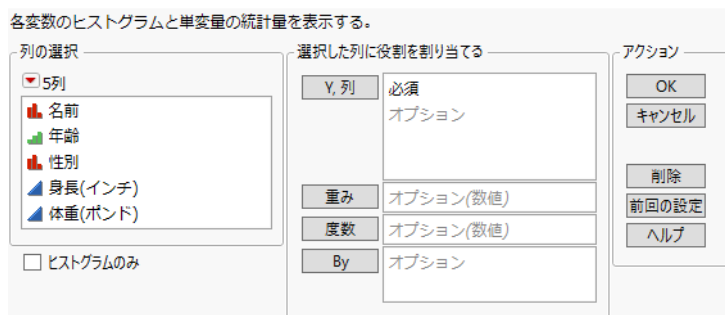 各変数のヒストグラムと単変量の統計量を表示する。
列の選択
5列
名前
年齢
性別
身長(インチ)
体重(ポンド)
ヒストグラムのみ
選択した列に役割を割り当てる
Y, 列
必須
オプション
重み
オプション(数値)
度数
オプション(数値)
By
オプション
アクション
OK
キャンセル
削除
前回の設定
ヘルプ